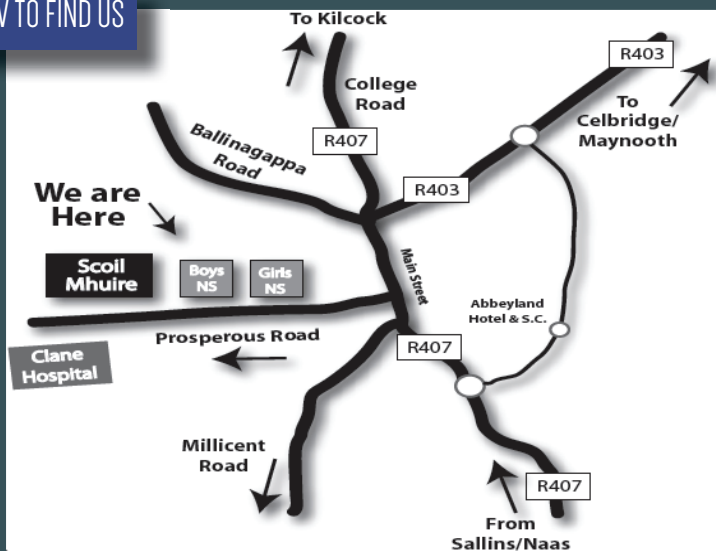 TO FIND US
To Kilcock
R403
College
Road
To
Celbridge/
Maynooth
R407
Ballinagappa
Road
R403
We are
Here
Scoil
Mhuire
Boys
NS
Girls
NS
Main Street
Abbeyland
Hotel & S.C.
Prosperous Road
R407
Clane
Hospital
Millicent
Road
R407
From
Sallins/Naas